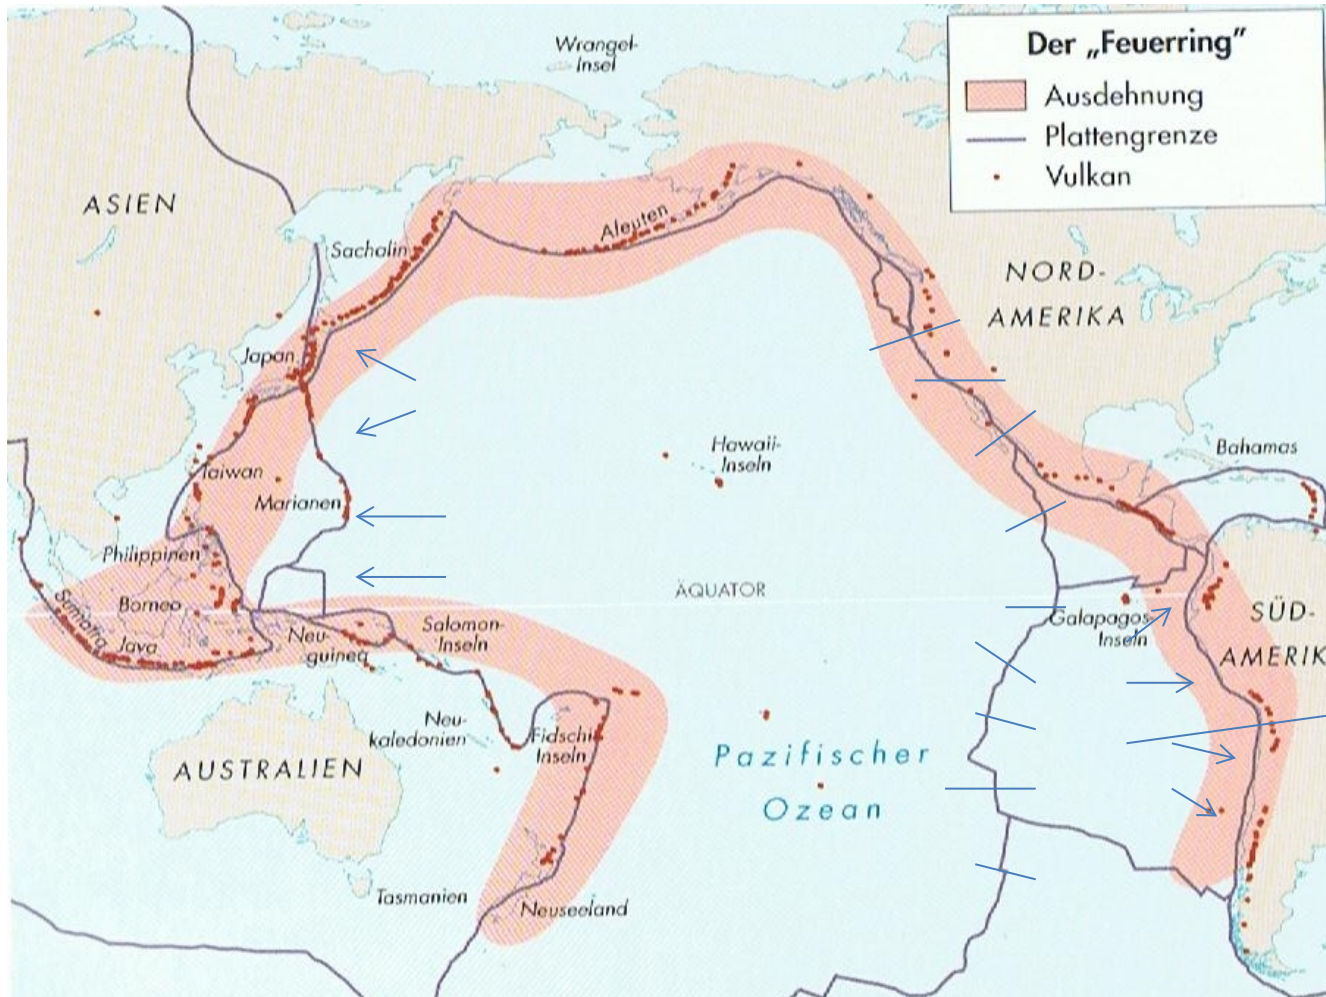 Der „Feuerring"
Ausdehnung
Plattengrenze
Vulkan
Wrangel-
Insel
ASIEN
Sachalin
Aleuten
NORD-
AMERIKA
Japan
Hawaii-
Inseln
Bahamas
Taiwan
Marianen
Philippinen
ÄQUATOR
Borneo
Sumatra
Java
Neu-
guinea
Salomon-
Inseln
Galapagos-
Inseln
SÜD-
AMERIK
Neu-
kaledonien
Fidschi
Inseln
AUSTRALIEN
Pazifischer
Ozean
Tasmanien
Neuseeland